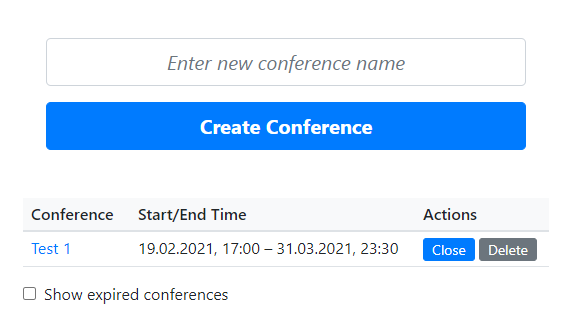 Enter new conference name
Create Conference
Conference Start/End Time Actions
Test 1 19.02.2021, 17:00 – 31.03.2021, 23:30 Close Delete
Show expired conferences